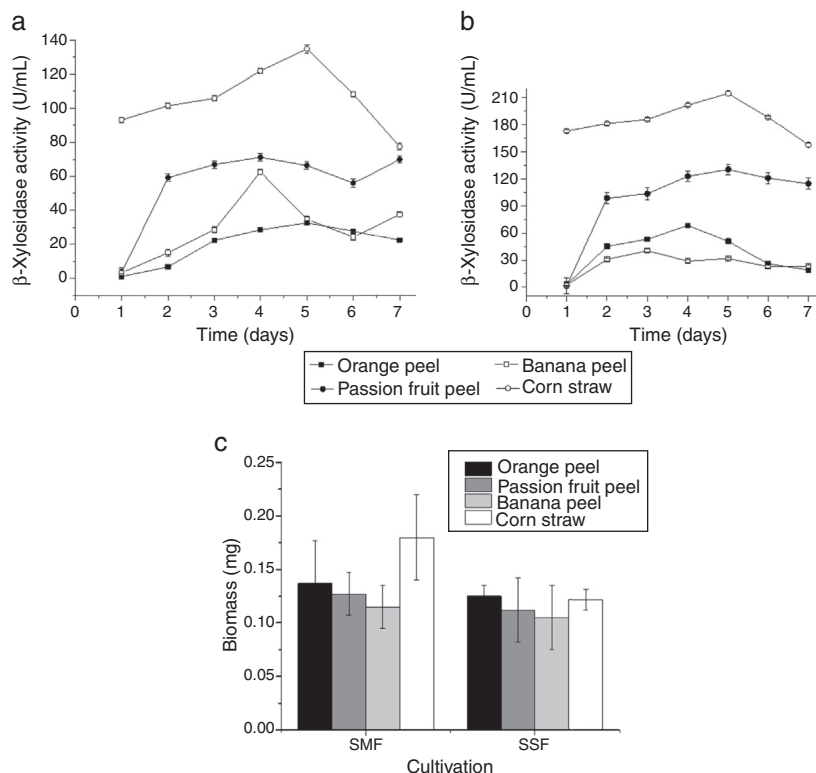 a
β-Xylosidase activity (U/mL)
140
120
100
80
60
40
20
0
0 1 2 3 4 5 6 7
Time (days)
b
β-Xylosidase activity (U/mL)
210
180
150
120
90
60
30
0
0 1 2 3 4 5 6 7
Time (days)
Orange peel Banana peel
Passion fruit peel Corn straw
c
Biomass (mg)
0.25
0.20
0.15
0.10
0.05
0.00
Orange peel
Passion fruit peel
Banana peel
Corn straw
SMF SSF
Cultivation